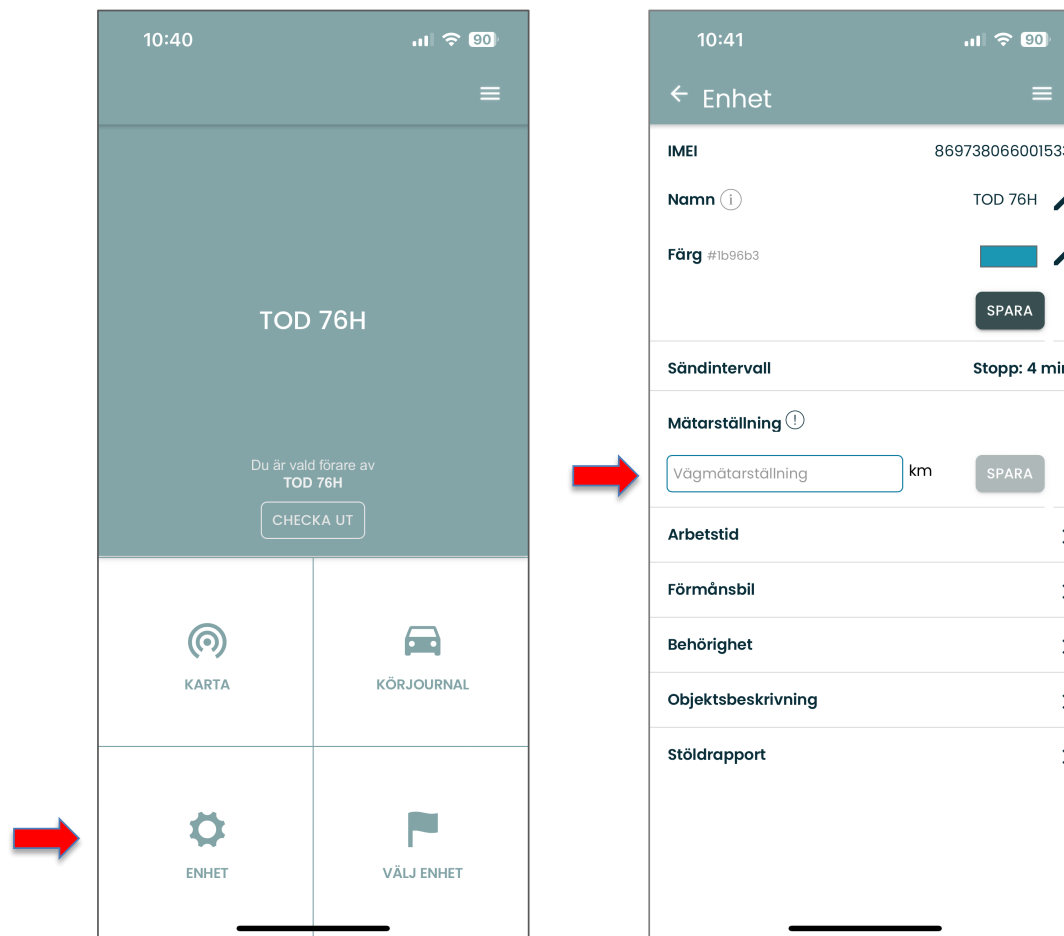 10:40
90
TOD 76H
Du är vald förare av
TOD 76H
CHECKA UT
KARTA
KÖRJOURNAL
ENHET
VÄLJ ENHET
10:41
90
Enhet
IMEI
Namn
TOD 76H
Färg #1b96b3
SPARA
Sändintervall
Stopp: 4
Mätarställning
Vägmätarställning km
SPARA
Arbetstid
Förmånsbil
Behörighet
Objektsbeskrivning
Stöldrapport